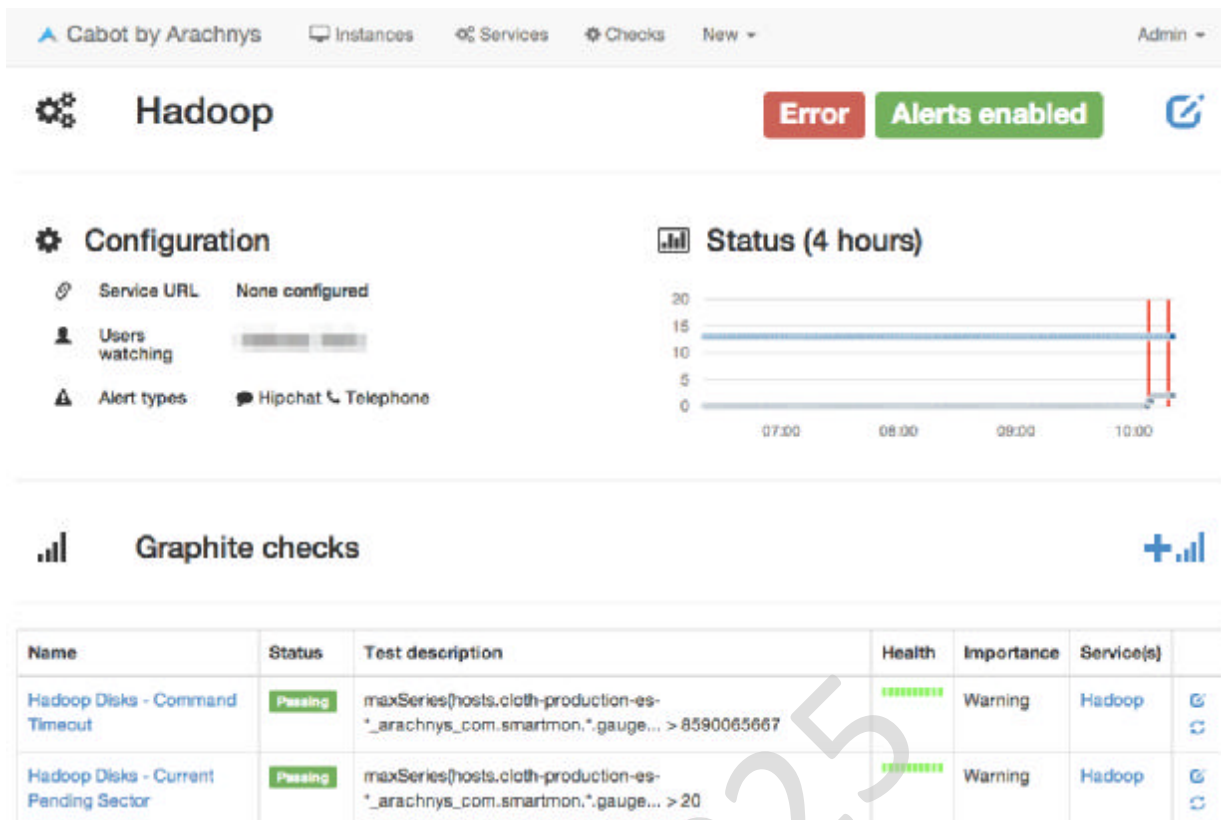 Cabot by Arachnys Instances Services Checks New Admin
Hadoop Error Alerts enabled
Configuration
Service URL None configured
Users
watching
Alert types Hipchat Telephone
Status (4 hours)
20
15
10
5
0
07:00 08:00 09:00 10:00
Graphite checks
Name Status Test description Health Importance Service(s)
Hadoop Disks - Command
Timeout
Passing
maxSeries(hosts.cloth-production-es-
*_arachnys_com.smartmon.*.gauge... > 8590065667
Warning
Hadoop
Hadoop Disks - Current
Pending Sector
Passing
maxSeries(hosts.cloth-production-es-
*_arachnys_com.smartmon.*.gauge... > 20
Warning
Hadoop
25